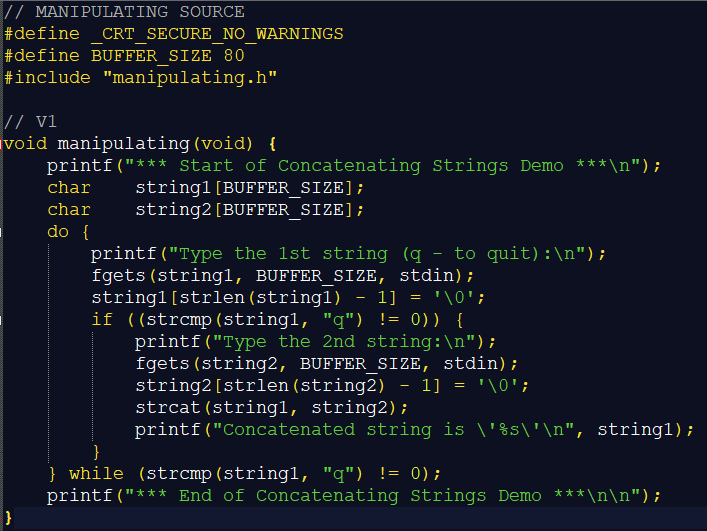 // MANIPULATING SOURCE
#define _CRT_SECURE_NO_WARNINGS
#define BUFFER_SIZE 80
#include "manipulating.h"

// V1
void manipulating(void) {
    printf("*** Start of Concatenating Strings Demo ***\n");
    char    string1[BUFFER_SIZE];
    char    string2[BUFFER_SIZE];
    do {
        printf("Type the 1st string (q - to quit):\n");
        fgets(string1, BUFFER_SIZE, stdin);
        string1[strlen(string1) - 1] = '\0';
        if ((strcmp(string1, "q") != 0)) {
            printf("Type the 2nd string:\n");
            fgets(string2, BUFFER_SIZE, stdin);
            string2[strlen(string2) - 1] = '\0';
            strcat(string1, string2);
            printf("Concatenated string is \'%s\'\n", string1);
        }
    } while (strcmp(string1, "q") != 0);
    printf("*** End of Concatenating Strings Demo ***\n\n");
}